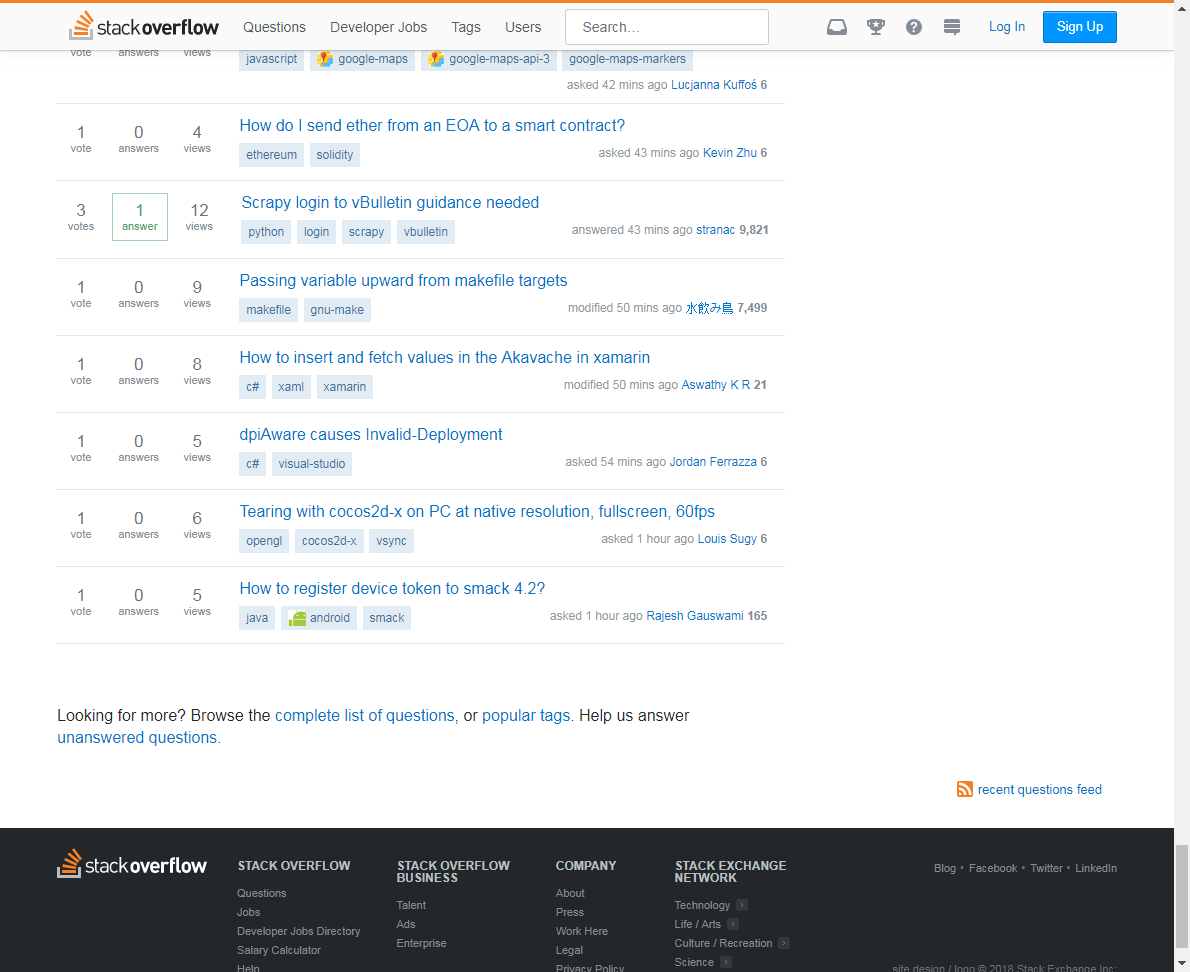 stackoverflow Questions Developer Jobs Tags Users Search… Log In Sign Up
vote answers views
javascript google-maps google-maps-api-3 google-maps-markers
asked 42 mins ago Lucjanna Kuffoś 6
How do I send ether from an EOA to a smart contract?
1 0 4
vote answers views
ethereum solidity
asked 43 mins ago Kevin Zhu 6
Scrapy login to vBulletin guidance needed
3 1 12
votes answer views
python login scrapy vbulletin
answered 43 mins ago stranac 9,821
Passing variable upward from makefile targets
1 0 9
vote answers views
makefile gnu-make
modified 50 mins ago 水飲み鳥 7,499
How to insert and fetch values in the Akavache in xamarin
1 0 8
vote answers views
c# xaml xamarin
modified 50 mins ago Aswathy K R 21
dpiAware causes Invalid-Deployment
1 0 5
vote answers views
c# visual-studio
asked 54 mins ago Jordan Ferrazza 6
Tearing with cocos2d-x on PC at native resolution, fullscreen, 60fps
1 0 6
vote answers views
opengl cocos2d-x vsync
asked 1 hour ago Louis Sugy 6
How to register device token to smack 4.2?
1 0 5
vote answers views
java android smack
asked 1 hour ago Rajesh Gauswami 165
Looking for more? Browse the complete list of questions, or popular tags. Help us answer
unanswered questions.
recent questions feed
stackoverflow
STACK OVERFLOW
Questions
Jobs
Developer Jobs Directory
Salary Calculator
Help
STACK OVERFLOW
BUSINESS
Talent
Ads
Enterprise
COMPANY
About
Press
Work Here
Legal
Privacy Policy
STACK EXCHANGE
NETWORK
Technology
Life / Arts
Culture / Recreation
Science
Blog • Facebook • Twitter • LinkedIn
site design / logo © 2018 Stack Exchange Inc;